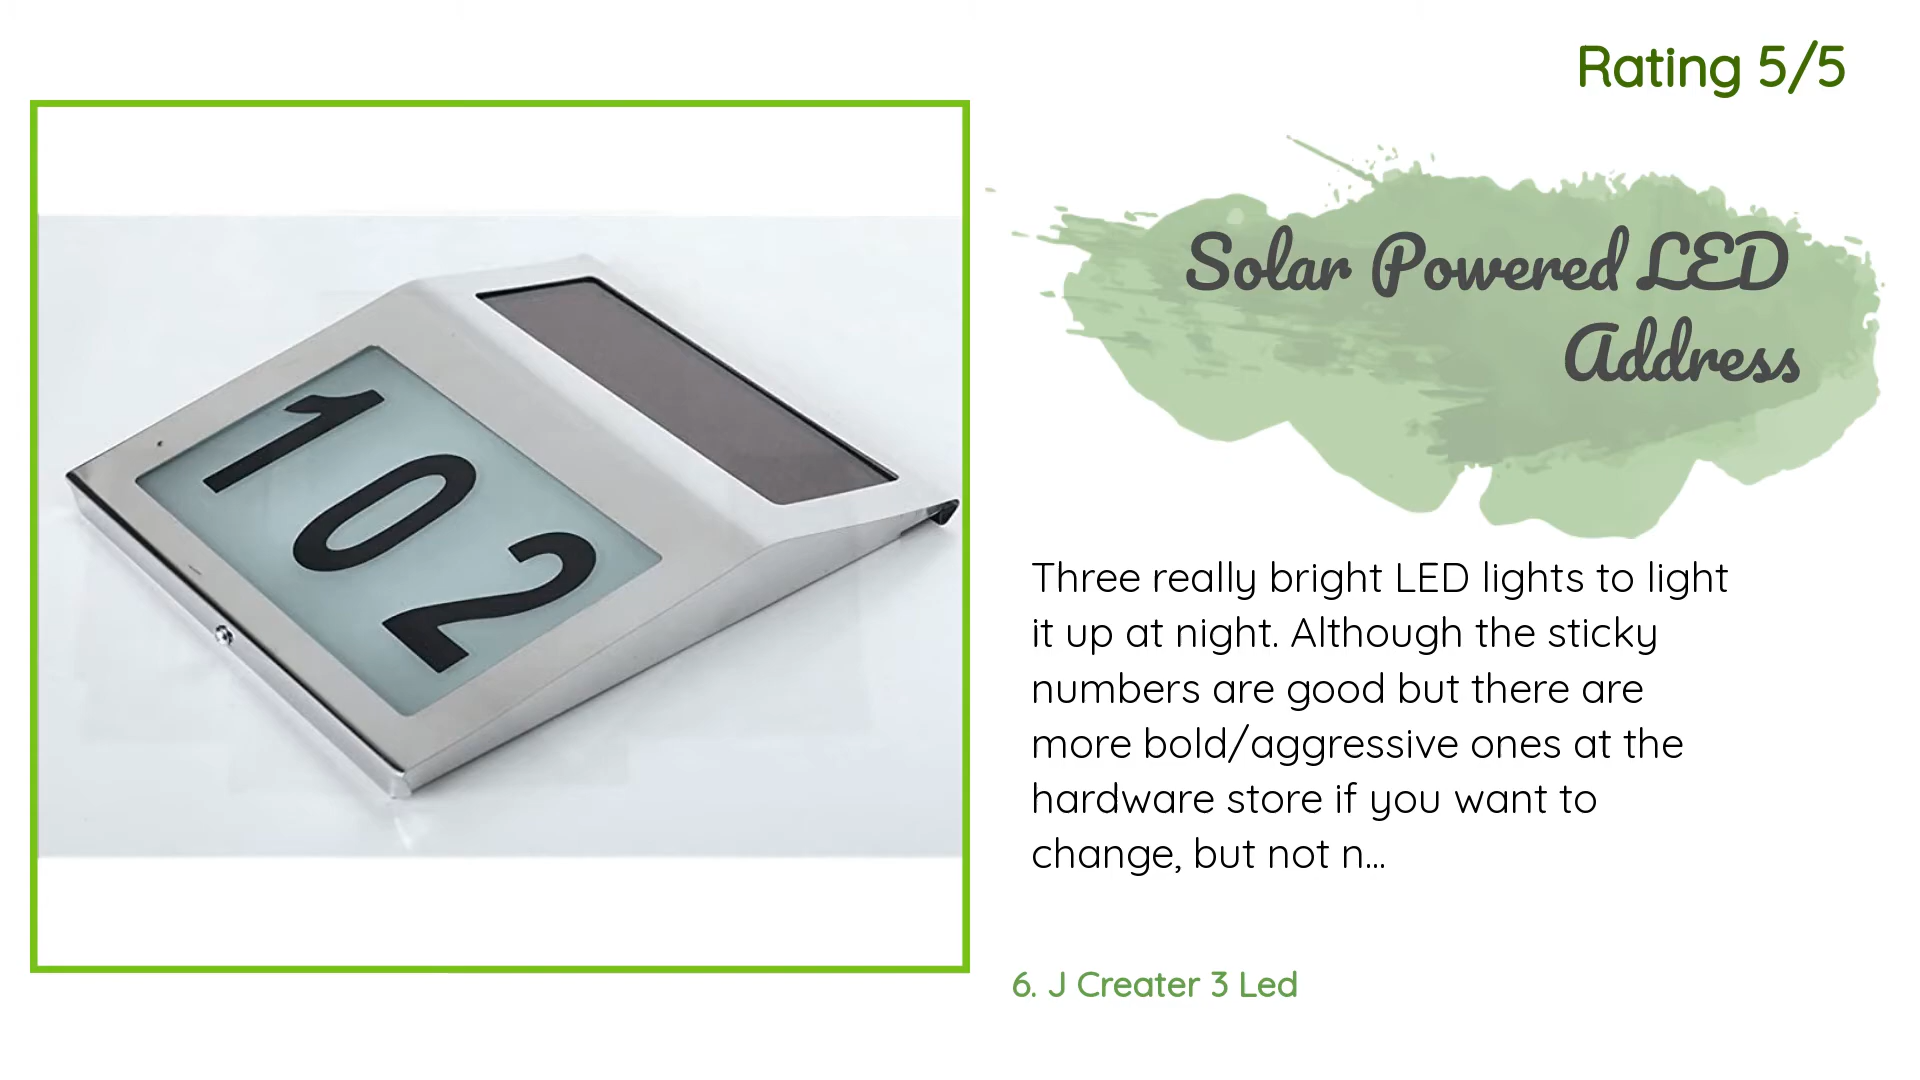 Rating 5/5
Solar Powered LED
Address
102
Three really bright LED lights to light
it up at night. Although the sticky
numbers are good but there are
more bold/aggressive ones at the
hardware store if you want to
change, but not n...
6. J Creater 3 Led